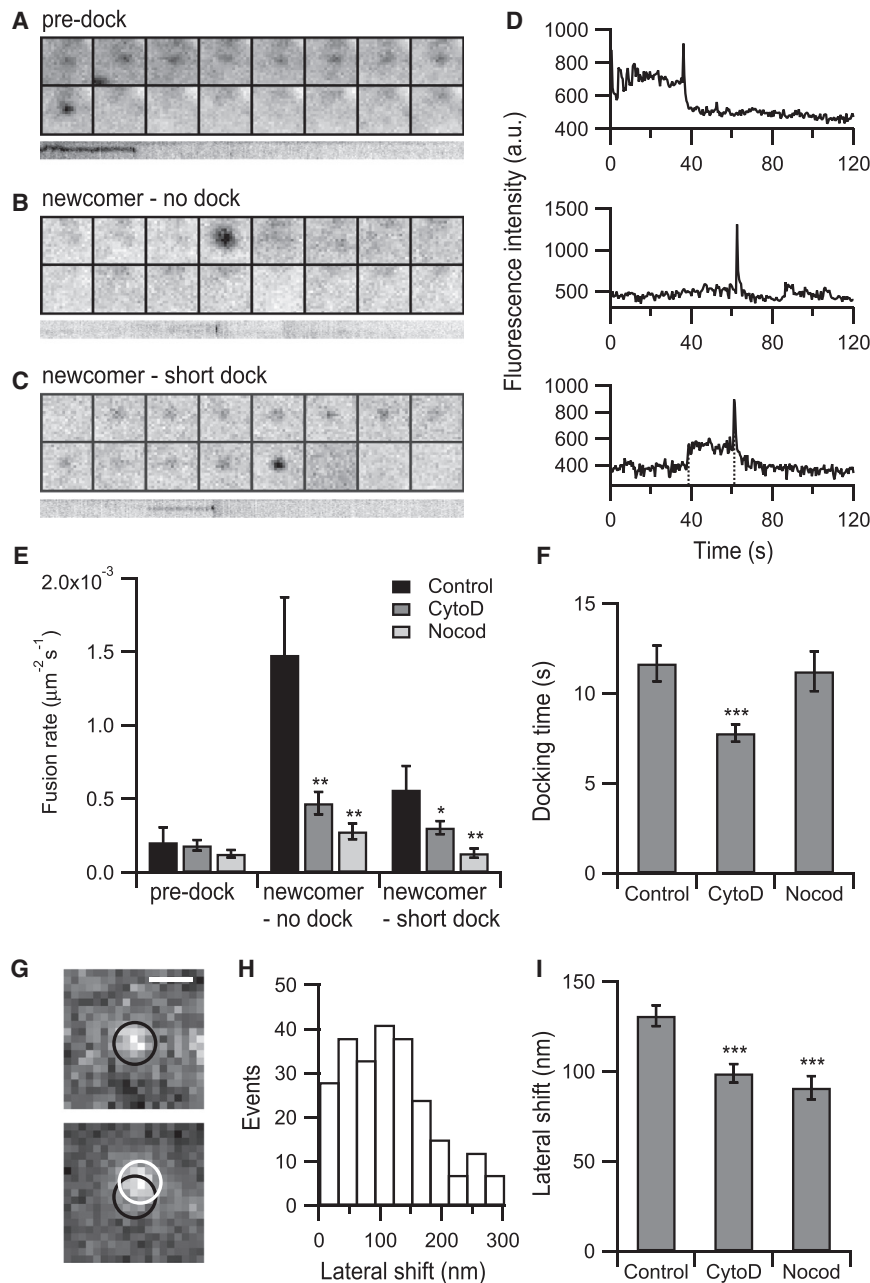 A pre-dock
B newcomer - no dock
C newcomer - short dock
D
Fluorescence intensity (a.u.)
1000
800
600
400
0 40 80 120
1500
1000
500
0 40 80 120
1000
800
600
400
0 40 80 120
Time (s)
E
Fusion rate (μm⁻² s⁻¹)
2.0x10⁻³
1.5
1.0
0.5
0.0
Control
CytoD
Nocod
** ** * **
pre-dock newcomer - no dock newcomer - short dock
F
Docking time (s)
15
10
5
0
***
Control CytoD Nocod
G
H
Events
50
40
30
20
10
0
0 100 200 300
Lateral shift (nm)
I
Lateral shift (nm)
150
100
50
0
*** ***
Control CytoD Nocod